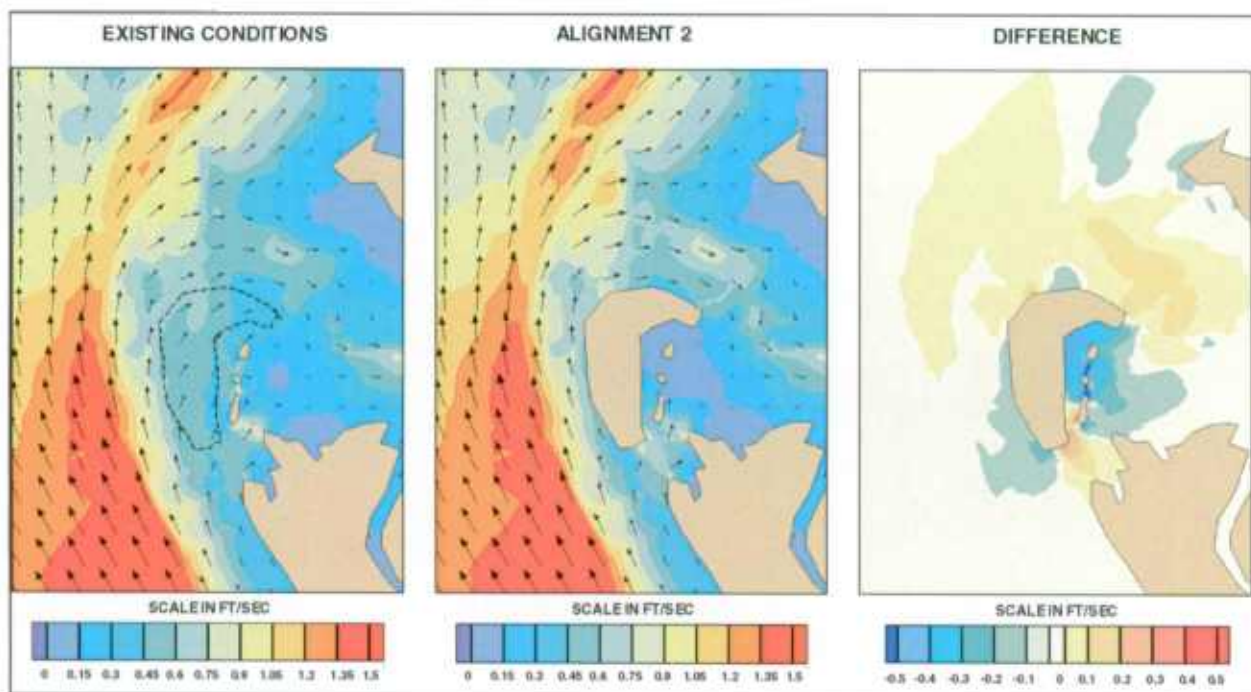 EXISTING CONDITIONS
ALIGNMENT 2
DIFFERENCE
SCALE IN FT/SEC
0 0.15 0.3 0.45 0.6 0.75 0.9 1.05 1.2 1.35 1.5
SCALE IN FT/SEC
0 0.15 0.3 0.45 0.6 0.75 0.9 1.05 1.2 1.35 1.5
SCALE IN FT/SEC
-0.5 -0.4 -0.3 -0.2 -0.1 0 0.1 0.2 0.3 0.4 0.5